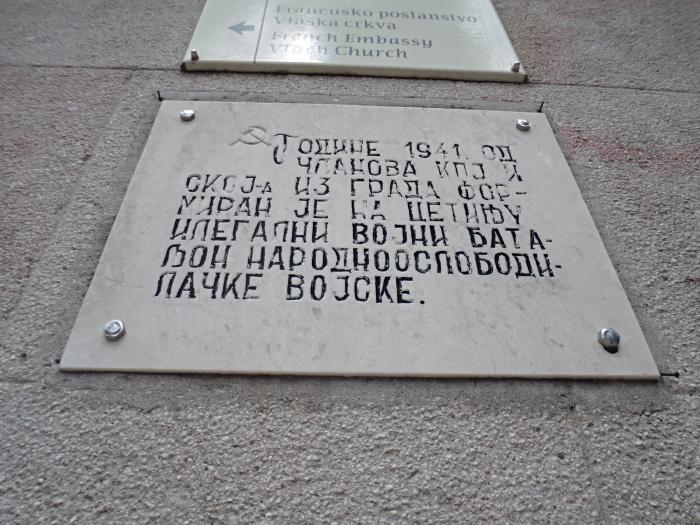 Francusko poslanstvo
Vlaška crkva
French Embassy
Vlach Church
Године 1941. од
чланова КПЈ и
СКОЈ-а из града фор-
миран је на Цетињу
илегални војни бата-
љон Народноослободи-
лачке војске.